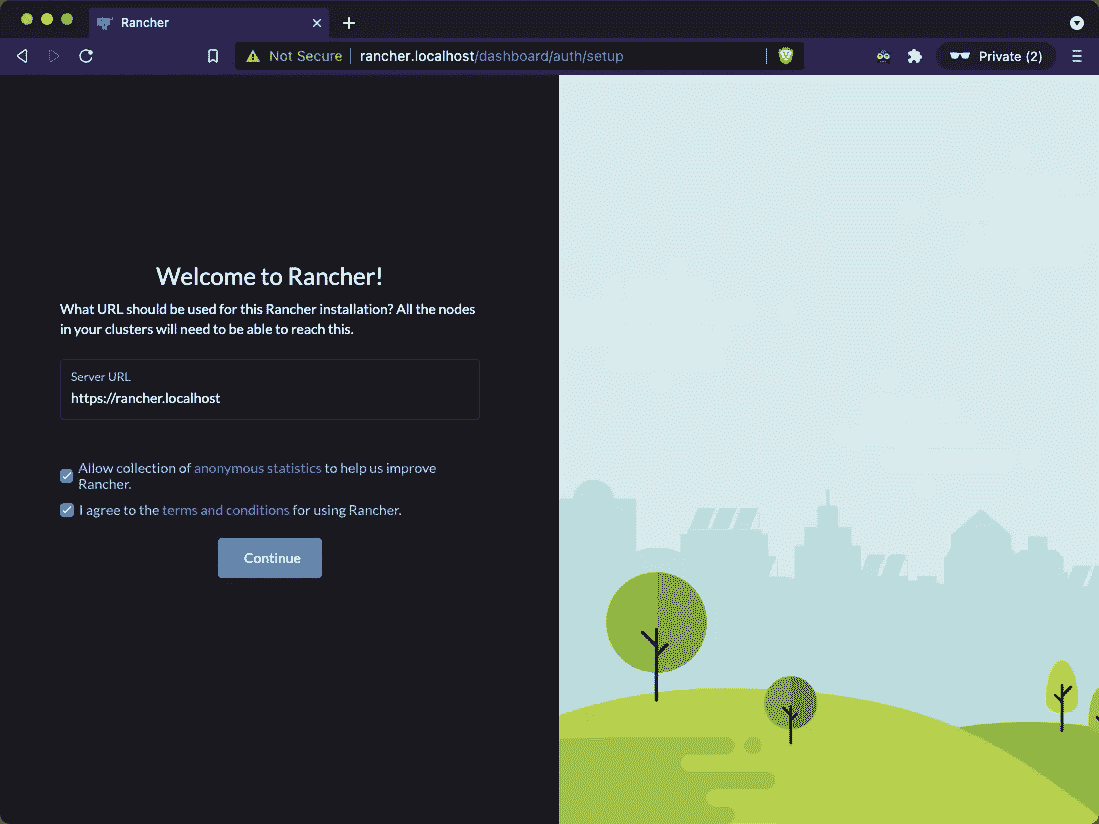 Rancher
Not Secure
rancher.localhost/dashboard/auth/setup
Private (2)
Welcome to Rancher!
What URL should be used for this Rancher installation? All the nodes
in your clusters will need to be able to reach this.
Server URL
https://rancher.localhost
Allow collection of anonymous statistics to help us improve
Rancher.
I agree to the terms and conditions for using Rancher.
Continue